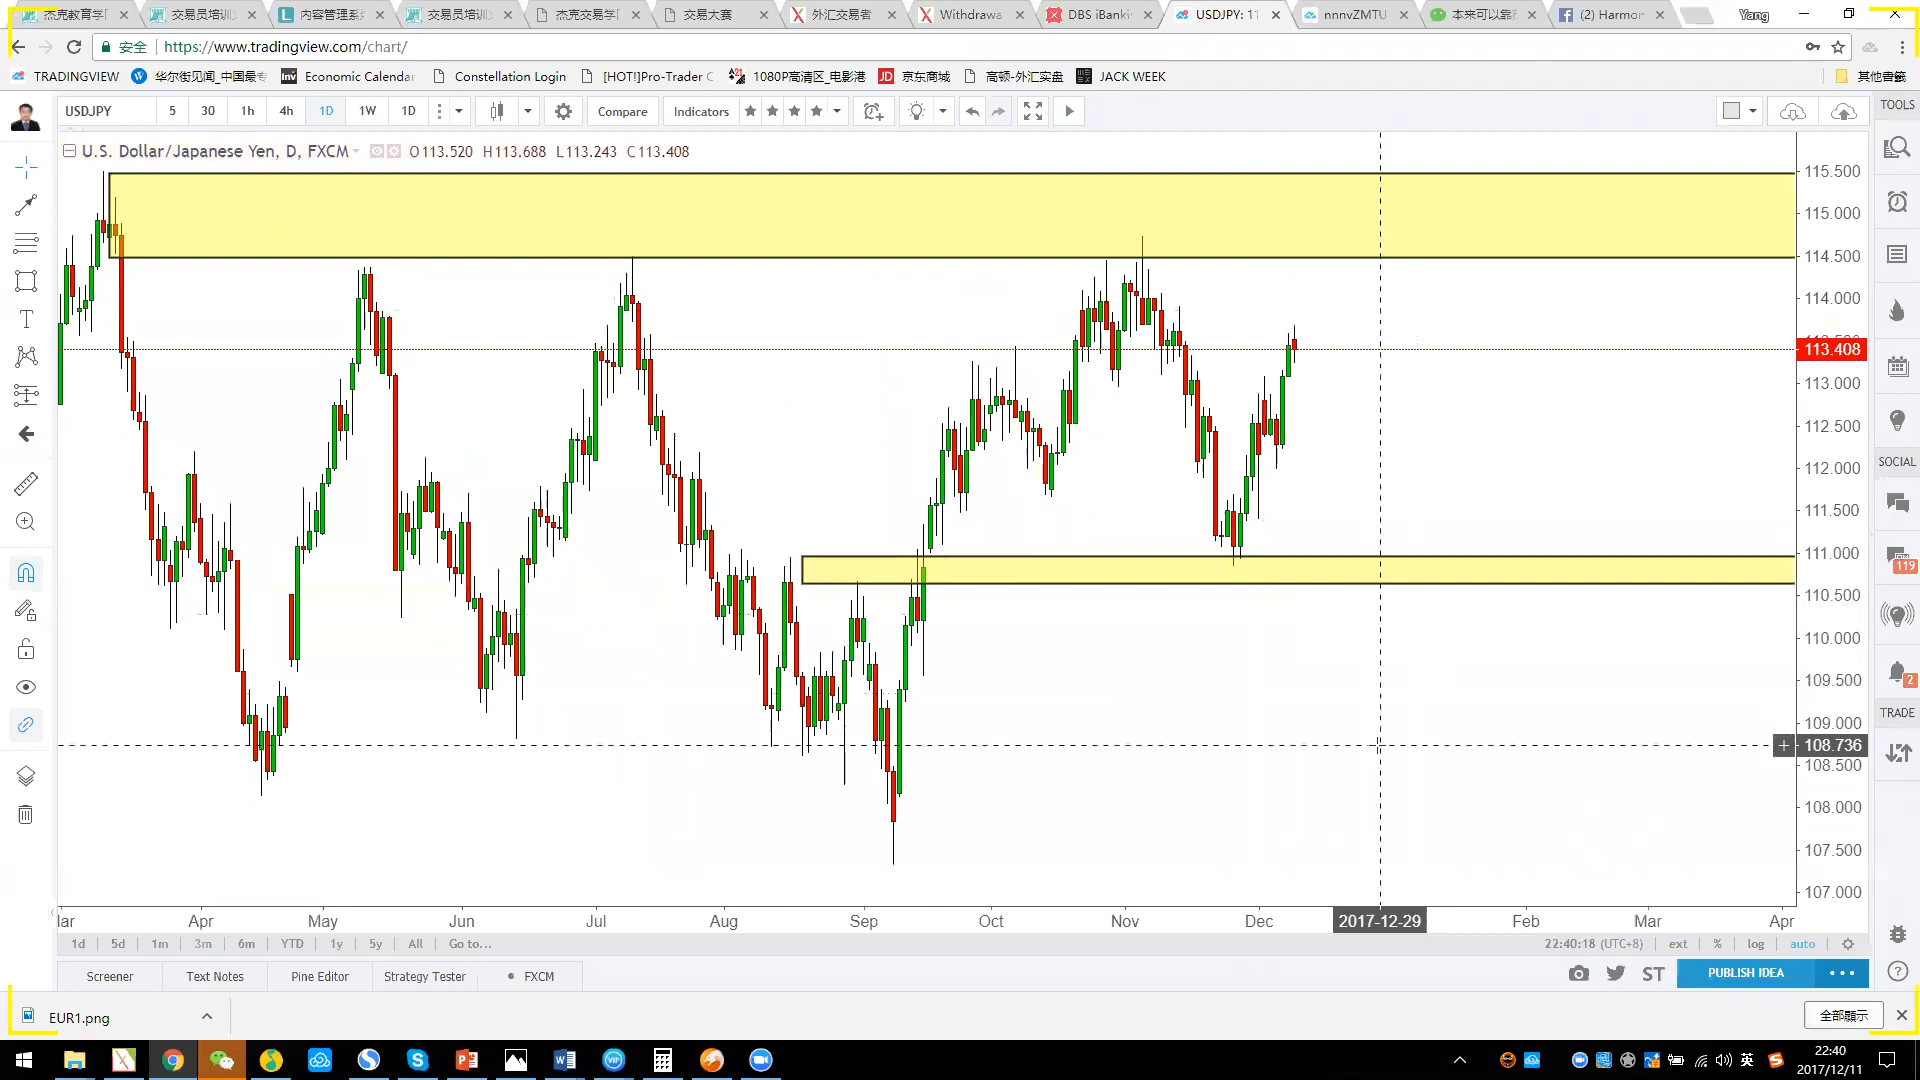 杰克教育学 交易员培训 内容管理系 交易员培训 杰克交易学 交易大赛 外汇交易者 Withdrawa DBS iBanki USDJPY: 11 nnnvZMTU 本来可以靠 (2) Harmon Yang
安全 https://www.tradingview.com/chart/
TRADINGVIEW 华尔街见闻_中国最专 Economic Calendar Constellation Login [HOT!]Pro-Trader C 1080P高清区_电影港 京东商城 高顿-外汇实盘 JACK WEEK 其他書籤
USDJPY 5 30 1h 4h 1D 1W 1D Compare Indicators TOOLS
U.S. Dollar/Japanese Yen, D, FXCM O113.520 H113.688 L113.243 C113.408
115.500
115.000
114.500
114.000
113.408
113.000
112.500
112.000
SOCIAL
111.500
111.000
119
110.500
110.000
109.500
2
TRADE
109.000
108.736
108.500
108.000
107.500
107.000
Apr May Jun Jul Aug Sep Oct Nov Dec 2017-12-29 Feb Mar Apr
1d 5d 1m 3m 6m YTD 1y 5y All Go to... 22:40:18 (UTC+8) ext % log auto
Screener Text Notes Pine Editor Strategy Tester FXCM ST PUBLISH IDEA
EUR1.png 全部顯示
英 22:40
2017/12/11